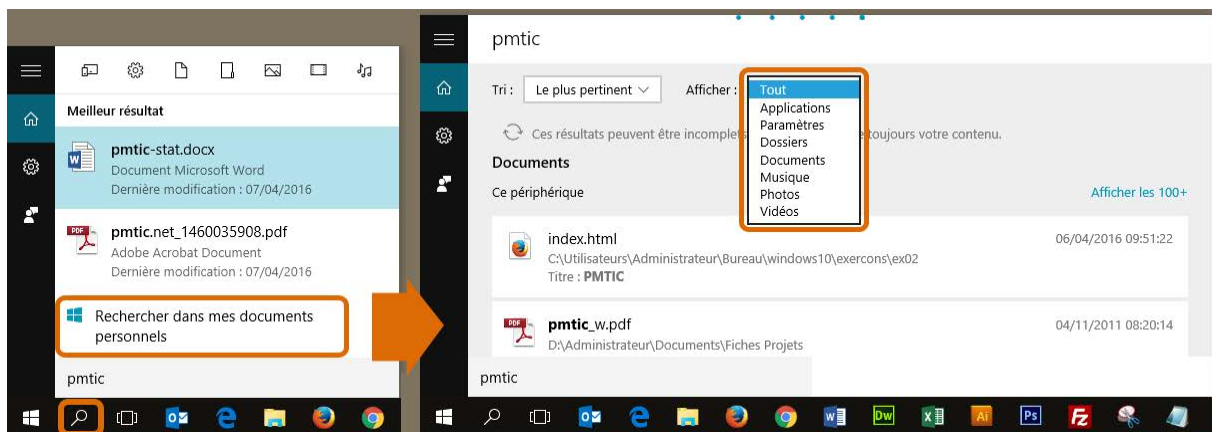 Meilleur résultat
pmtic-stat.docx
Document Microsoft Word
Dernière modification : 07/04/2016
pmtic.net_1460035908.pdf
Adobe Acrobat Document
Dernière modification : 07/04/2016
Rechercher dans mes documents
personnels
pmtic
pmtic
Tri : Le plus pertinent Afficher :
Tout
Applications
Paramètres
Dossiers
Documents
Musique
Photos
Vidéos
Ces résultats peuvent être incomplets toujours votre contenu.
Documents
Ce périphérique Afficher les 100+
index.html 06/04/2016 09:51:22
C:\Utilisateurs\Administrateur\Bureau\windows10\exercons\ex02
Titre : PMTIC
pmtic_w.pdf 04/11/2011 08:20:14
D:\Administrateur\Documents\Fiches Projets
pmtic